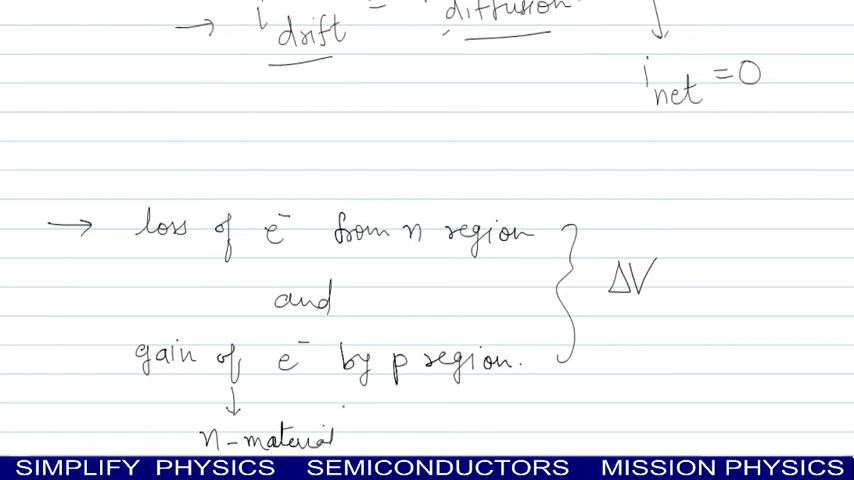 → i drift = i diffusion
i net = 0
→ loss of e⁻ from n region
and
ΔV
gain of e⁻ by p region.
↓
n-material
SIMPLIFY PHYSICS SEMICONDUCTORS MISSION PHYSICS